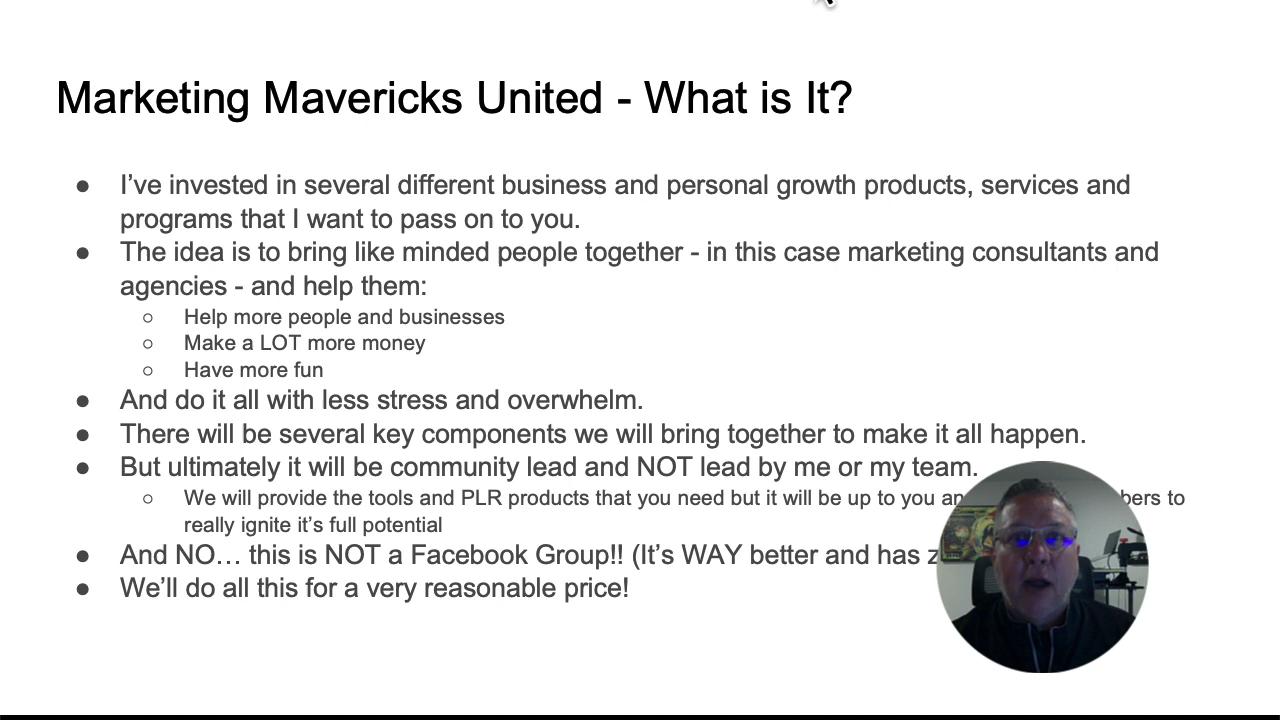 Marketing Mavericks United - What is It?
● I’ve invested in several different business and personal growth products, services and
programs that I want to pass on to you.
● The idea is to bring like minded people together - in this case marketing consultants and
agencies - and help them:
○ Help more people and businesses
○ Make a LOT more money
○ Have more fun
● And do it all with less stress and overwhelm.
● There will be several key components we will bring together to make it all happen.
● But ultimately it will be community lead and NOT lead by me or my team.
○ We will provide the tools and PLR products that you need but it will be up to you to
really ignite it’s full potential
● And NO… this is NOT a Facebook Group!! (It’s WAY better and has
● We’ll do all this for a very reasonable price!